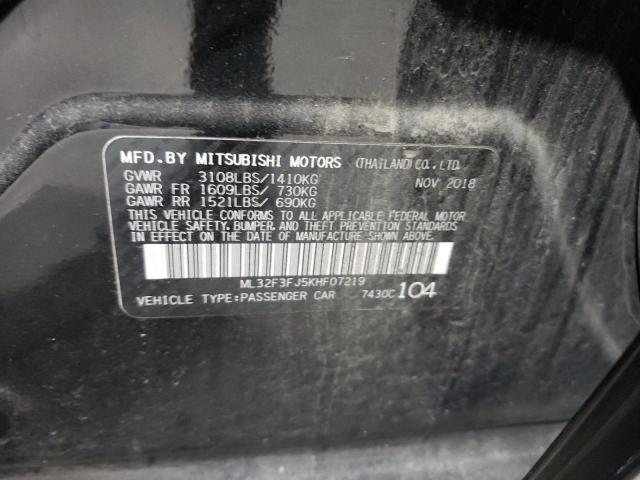 MFD. BY MITSUBISHI MOTORS (THAILAND) CO., LTD.
GVWR 3108LBS/1410KG NOV 2018
GAWR FR 1609LBS/ 730KG
GAWR RR 1521LBS/ 690KG
THIS VEHICLE CONFORMS TO ALL APPLICABLE FEDERAL MOTOR
VEHICLE SAFETY, BUMPER, AND THEFT PREVENTION STANDARDS
IN EFFECT ON THE DATE OF MANUFACTURE SHOWN ABOVE.
ML32F3FJ5KHF07219
VEHICLE TYPE:PASSENGER CAR 7430C 104